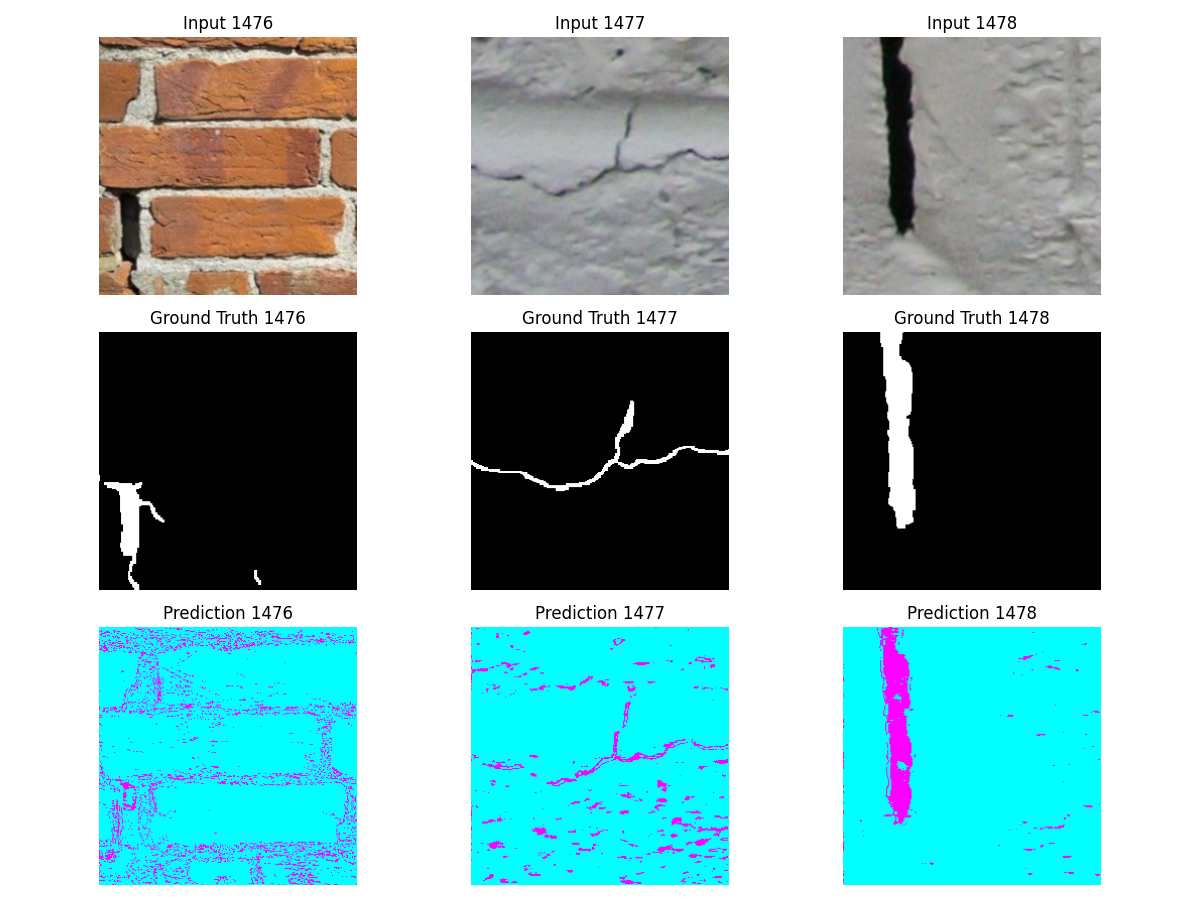 Input 1476
Input 1477
Input 1478
Ground Truth 1476
Ground Truth 1477
Ground Truth 1478
Prediction 1476
Prediction 1477
Prediction 1478